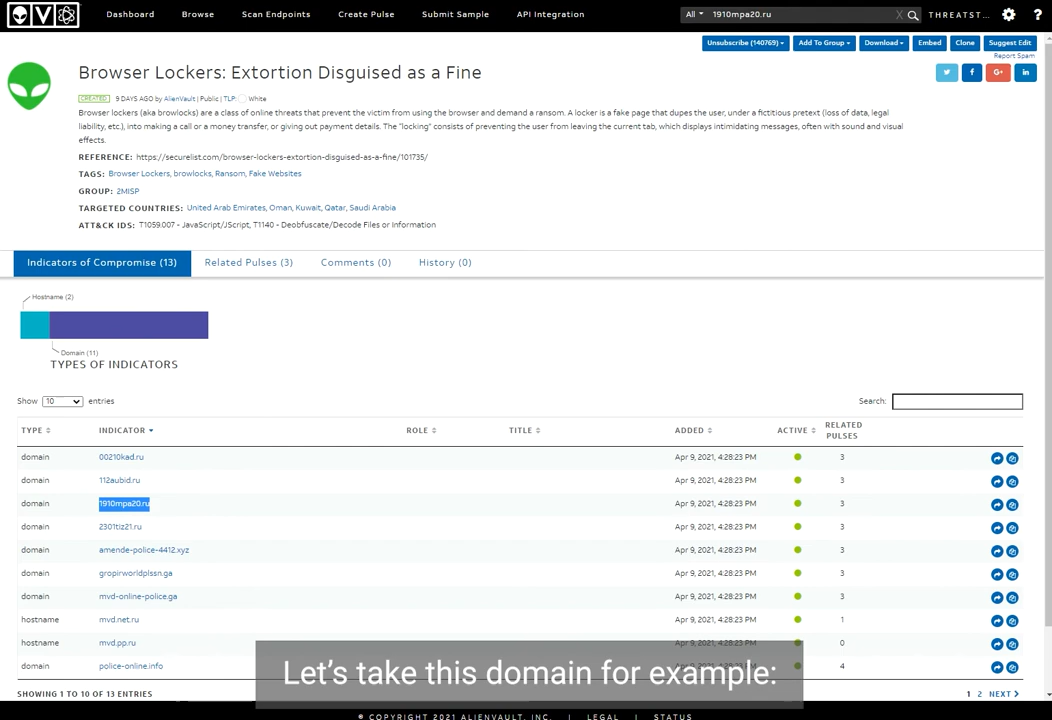 OV
Dashboard Browse Scan Endpoints Create Pulse Submit Sample API Integration All 1910mpa20.ru X THREATST... ?
Unsubscribe (140769) Add To Group Download Embed Clone Suggest Edit
Report Spam
Browser Lockers: Extortion Disguised as a Fine
CREATED 9 DAYS AGO by AlienVault | Public | TLP: White
Browser lockers (aka browlocks) are a class of online threats that prevent the victim from using the browser and demand a ransom. A locker is a fake page that dupes the user, under a fictitious pretext (loss of data, legal
liability, etc.), into making a call or a money transfer, or giving out payment details. The "locking" consists of preventing the user from leaving the current tab, which displays intimidating messages, often with sound and visual
effects.
REFERENCE: https://securelist.com/browser-lockers-extortion-disguised-as-a-fine/101735/
TAGS: Browser Lockers, browlocks, Ransom, Fake Websites
GROUP: 2MISP
TARGETED COUNTRIES: United Arab Emirates, Oman, Kuwait, Qatar, Saudi Arabia
ATT&CK IDS: T1059.007 - JavaScript/JScript, T1140 - Deobfuscate/Decode Files or Information
Indicators of Compromise (13) Related Pulses (3) Comments (0) History (0)
Hostname (2)
Domain (11)
TYPES OF INDICATORS
Show 10 entries Search:
TYPE INDICATOR ROLE TITLE ADDED ACTIVE RELATED PULSES
domain 00210kad.ru Apr 9, 2021, 4:28:23 PM 3
domain 112aubid.ru Apr 9, 2021, 4:28:23 PM 3
domain 1910mpa20.ru Apr 9, 2021, 4:28:23 PM 3
domain 2301tiz21.ru Apr 9, 2021, 4:28:23 PM 3
domain amende-police-4412.xyz Apr 9, 2021, 4:28:23 PM 3
domain gropirworldplssn.ga Apr 9, 2021, 4:28:23 PM 3
domain mvd-online-police.ga Apr 9, 2021, 4:28:23 PM 3
hostname mvd.net.ru Apr 9, 2021, 4:28:23 PM 1
hostname mvd.pp.ru Apr 9, 2021, 4:28:23 PM 0
domain police-online.info Apr 9, 2021, 4:28:23 PM 4
Let's take this domain for example:
SHOWING 1 TO 10 OF 13 ENTRIES 1 2 NEXT
© COPYRIGHT 2021 ALIENVAULT, INC. | LEGAL | STATUS